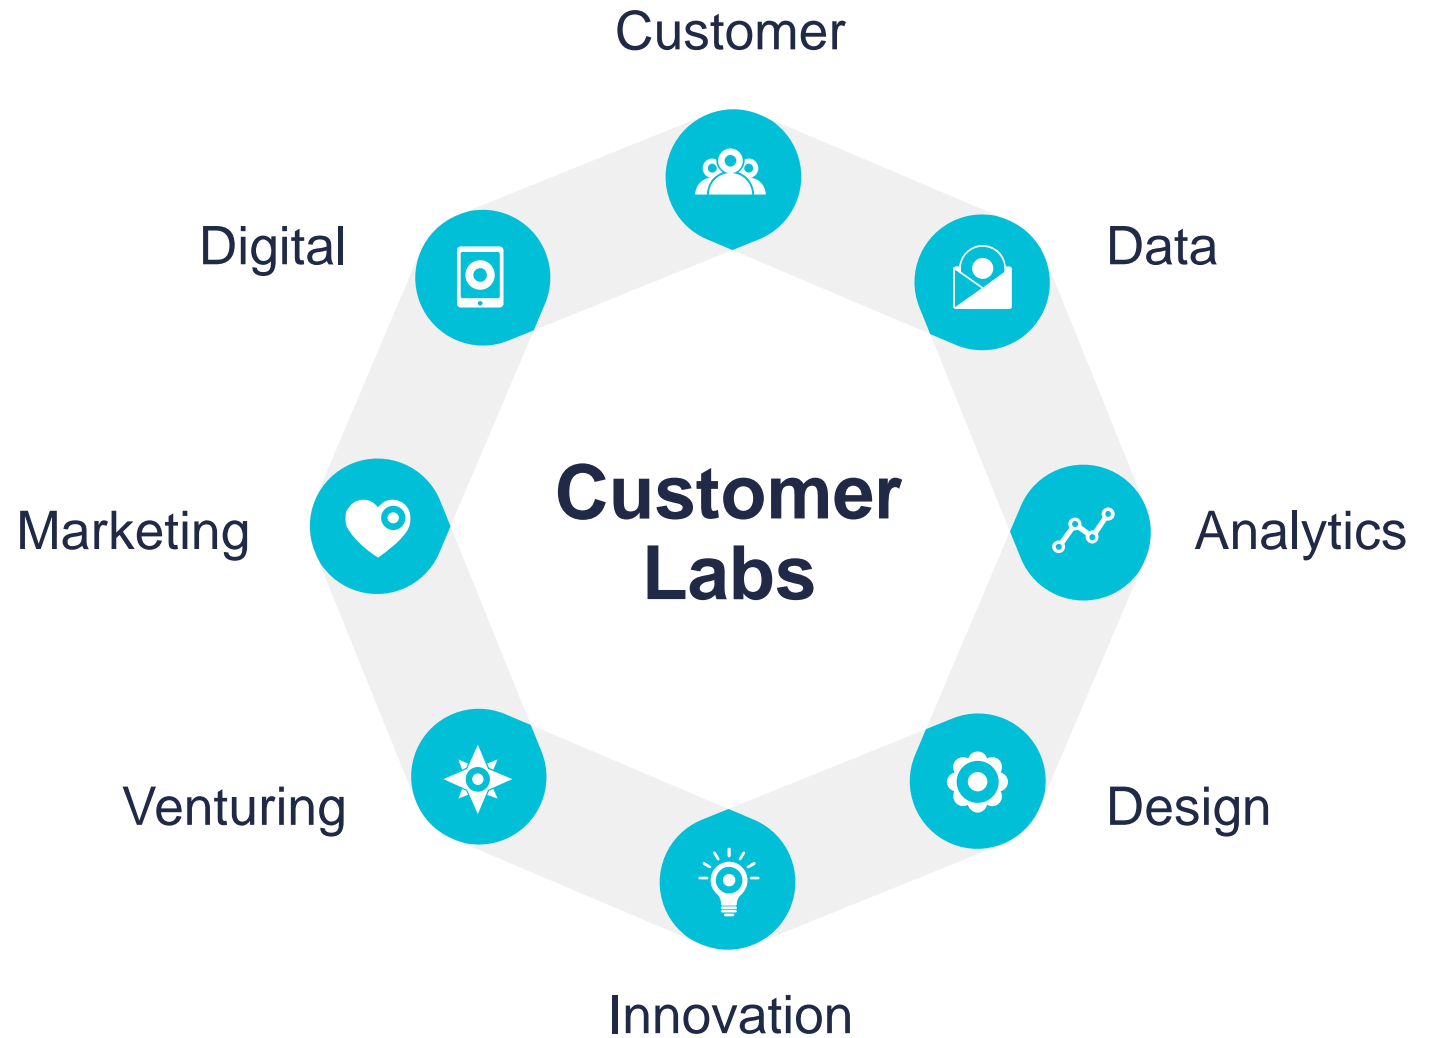 Customer
Digital
Data
Customer
Labs
Marketing
Analytics
Venturing
Design
Innovation